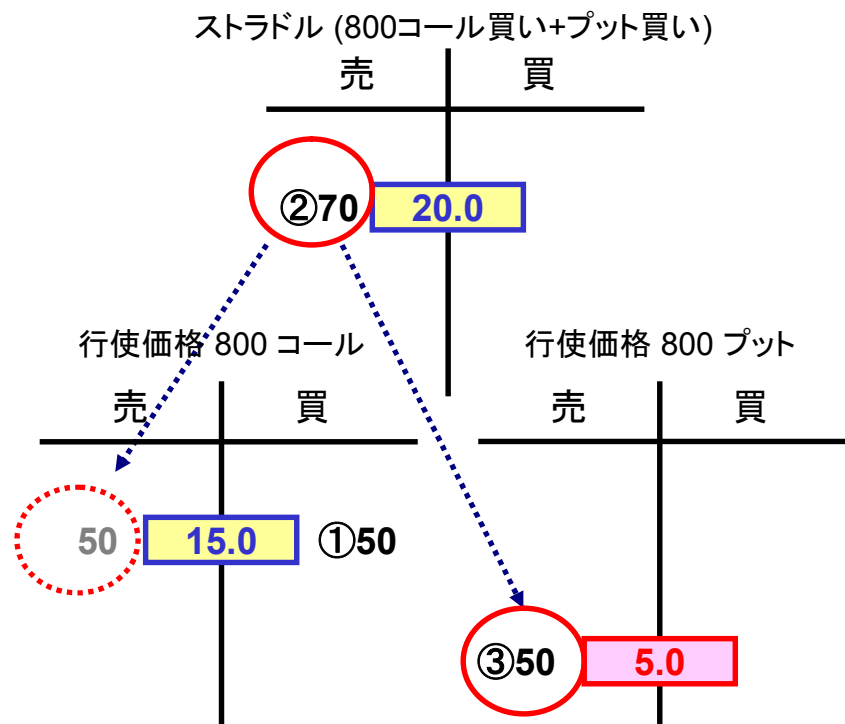 ストラドル (800コール買い+プット買い)
売 買
②70 20.0
行使価格 800 コール 行使価格 800 プット
売 買 売 買
50 15.0 ①50
③50 5.0